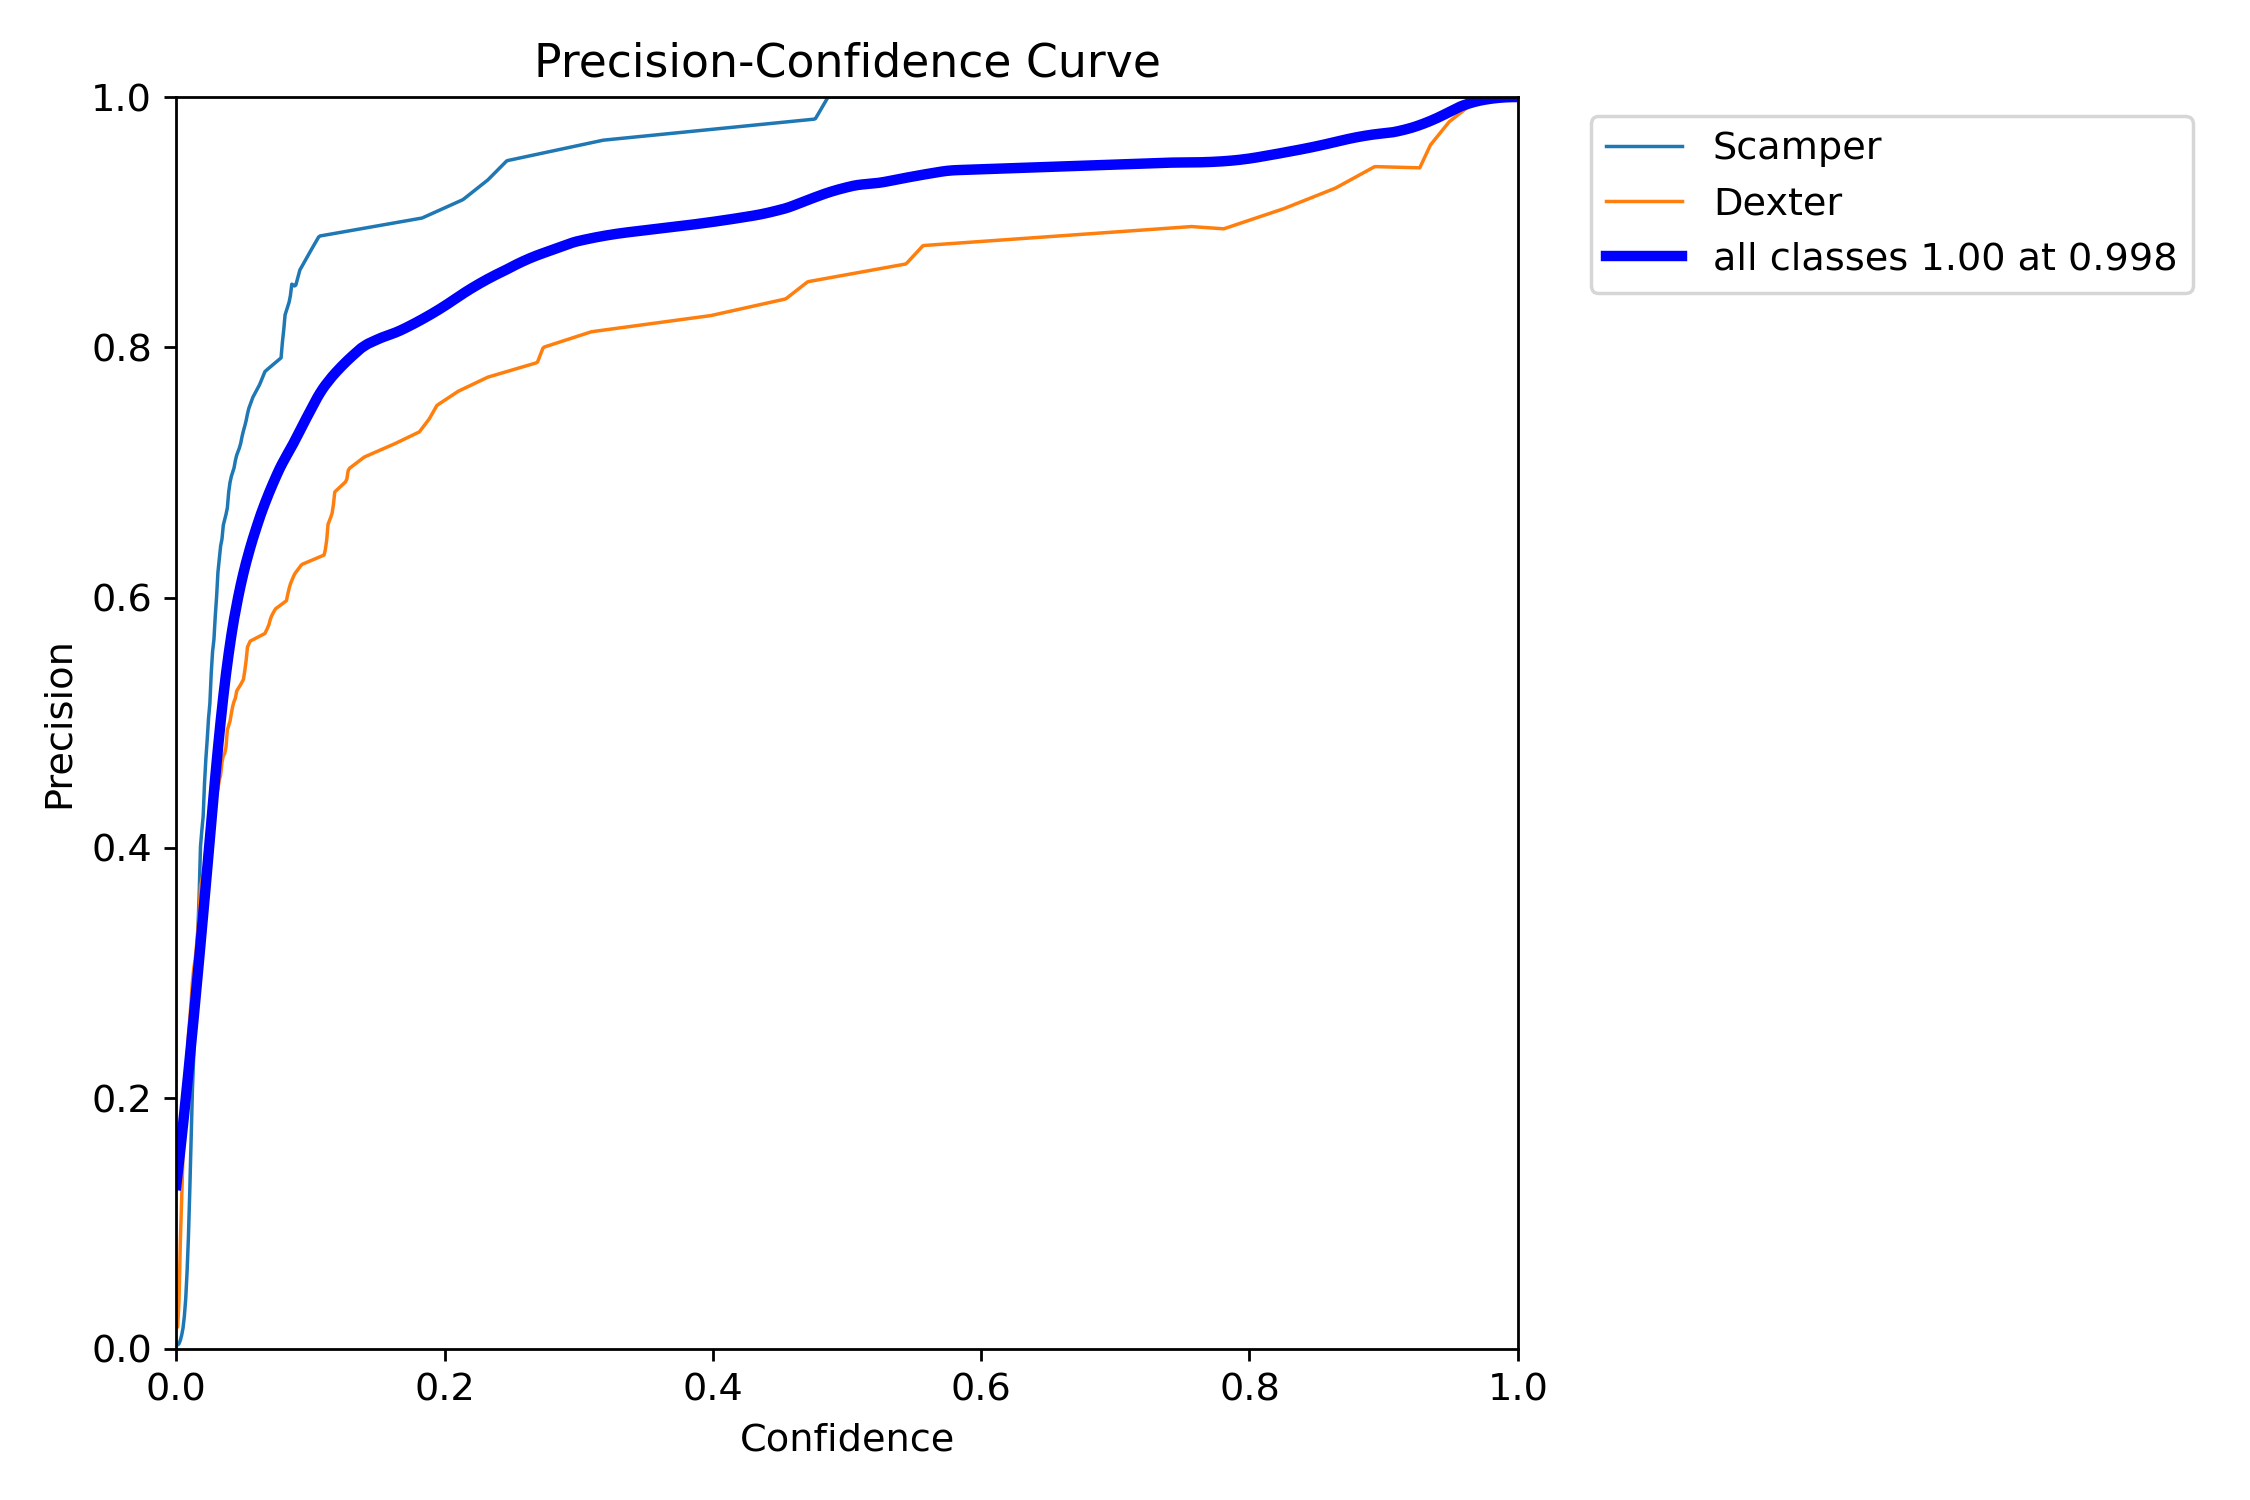 Precision-Confidence Curve
1.0
0.8
0.6
0.4
0.2
0.0
Precision
0.0 0.2 0.4 0.6 0.8 1.0
Confidence
Scamper
Dexter
all classes 1.00 at 0.998